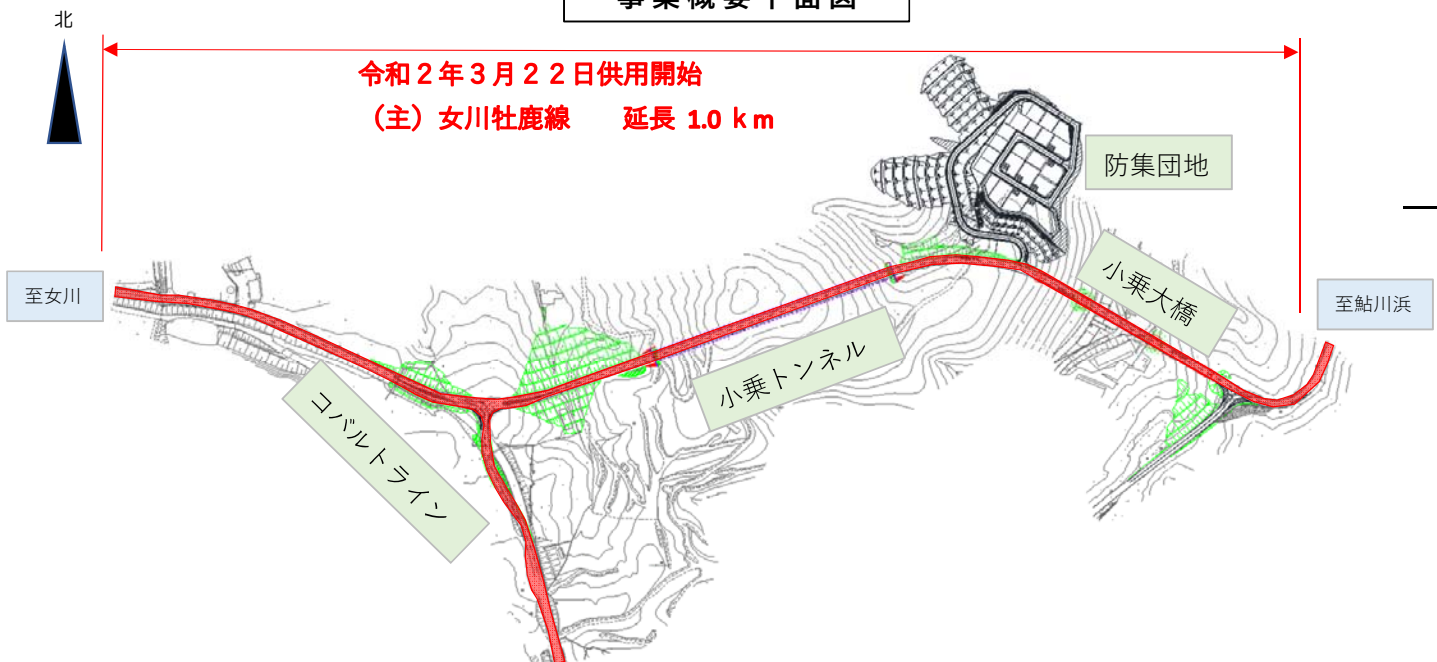 事業概要平面図
北
令和２年３月２２日供用開始
（主）女川牡鹿線　　延長 1.0 ｋｍ
防集団地
小乗大橋
至女川
至鮎川浜
小乗トンネル
コバルトライン